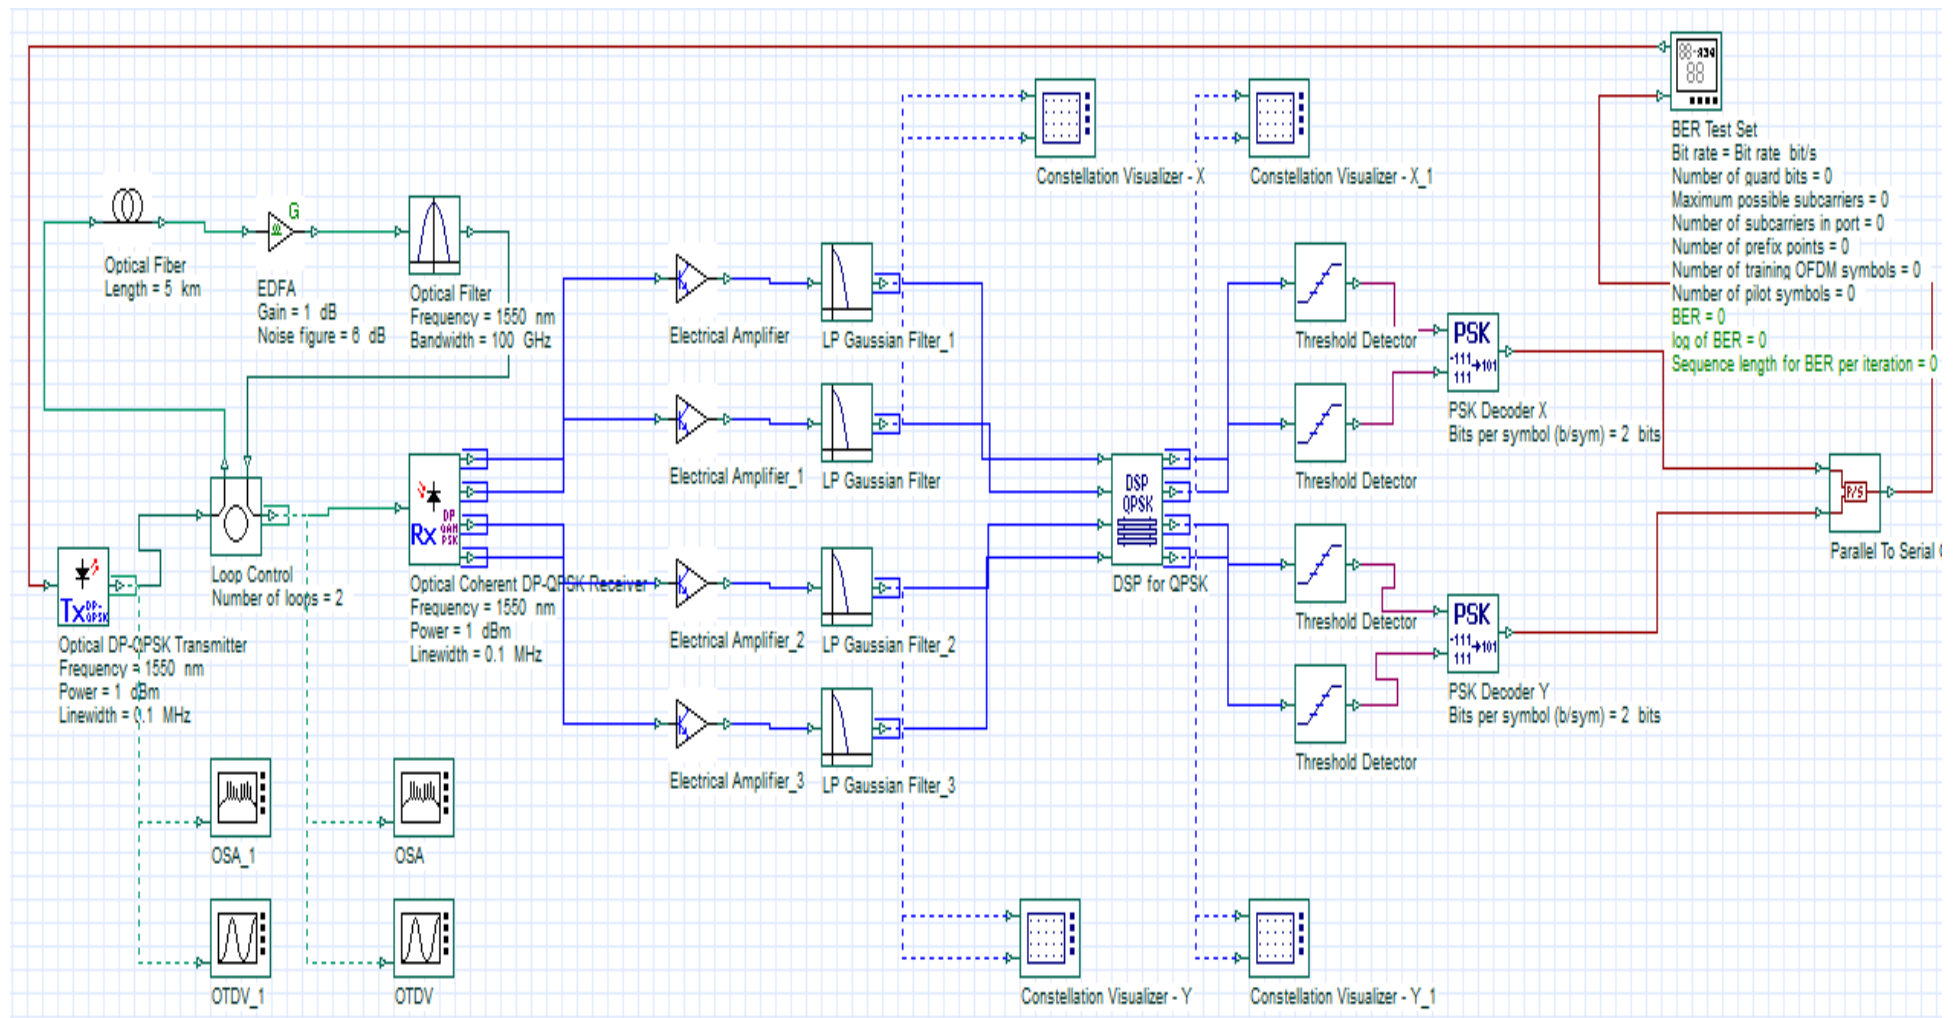 BER Test Set
Bit rate = Bit rate bit/s
Number of guard bits = 0
Maximum possible subcarriers = 0
Number of subcarriers in port = 0
Number of prefix points = 0
Number of training OFDM symbols = 0
Number of pilot symbols = 0
BER = 0
log of BER = 0
Sequence length for BER per iteration = 0
Constellation Visualizer - X
Constellation Visualizer - X_1
Optical Fiber
Length = 5 km
G
EDFA
Gain = 1 dB
Noise figure = 6 dB
Optical Filter
Frequency = 1550 nm
Bandwidth = 100 GHz
Electrical Amplifier
LP Gaussian Filter_1
Threshold Detector
PSK
-111
→101
111
PSK Decoder X
Bits per symbol (b/sym) = 2 bits
Electrical Amplifier_1
LP Gaussian Filter
Threshold Detector
DSP
QPSK
DSP for QPSK
P/S
Parallel To Serial
Loop Control
Number of loops = 2
Rx
DP
QAM
PSK
Optical Coherent DP-QPSK Receiver
Frequency = 1550 nm
Power = 1 dBm
Linewidth = 0.1 MHz
Tx
DP-
QPSK
Optical DP-QPSK Transmitter
Frequency = 1550 nm
Power = 1 dBm
Linewidth = 0.1 MHz
Electrical Amplifier_2
LP Gaussian Filter_2
Threshold Detector
PSK
-111
→101
111
PSK Decoder Y
Bits per symbol (b/sym) = 2 bits
Electrical Amplifier_3
LP Gaussian Filter_3
Threshold Detector
OSA_1
OSA
OTDV_1
OTDV
Constellation Visualizer - Y
Constellation Visualizer - Y_1